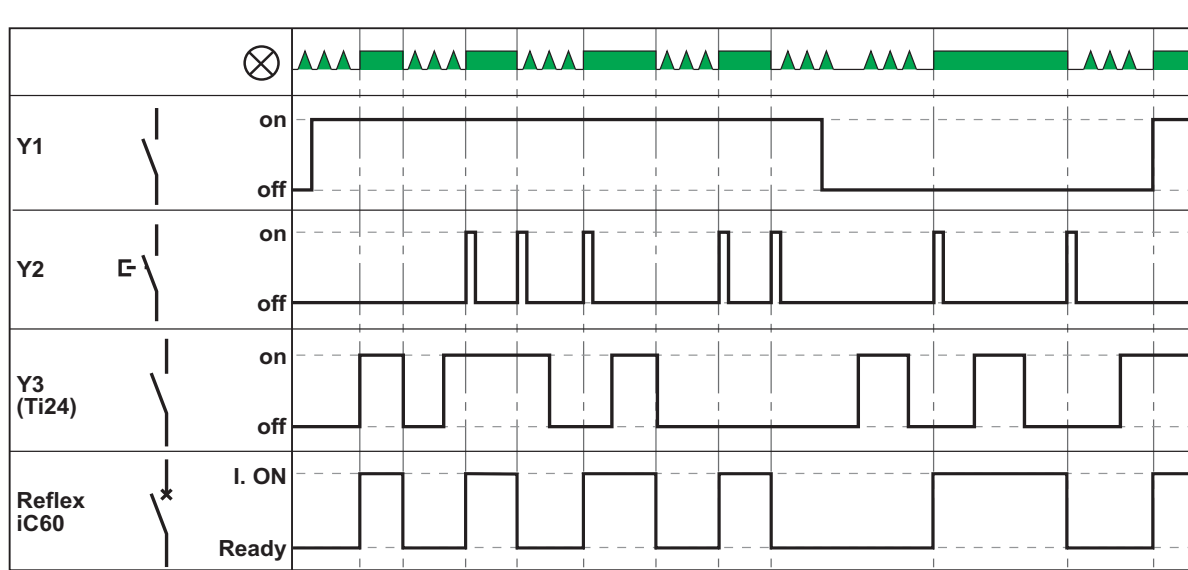 on
Y1
off
on
Y2
off
on
Y3
(Ti24)
off
I. ON
Reflex
iC60
Ready